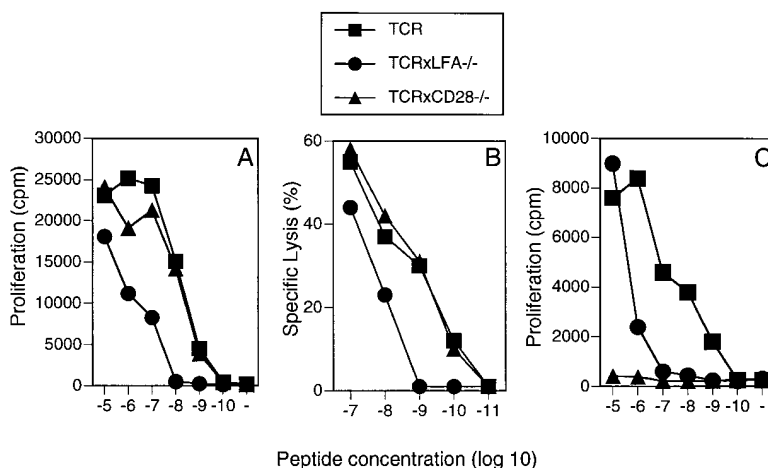 TCR
TCRxLFA-/-
TCRxCD28-/-
A
Proliferation (cpm)
30000
25000
20000
15000
10000
5000
0
-5 -6 -7 -8 -9 -10 -
B
Specific Lysis (%)
60
40
20
0
-7 -8 -9 -10 -11
C
Proliferation (cpm)
10000
8000
6000
4000
2000
0
-5 -6 -7 -8 -9 -10 -
Peptide concentration (log 10)